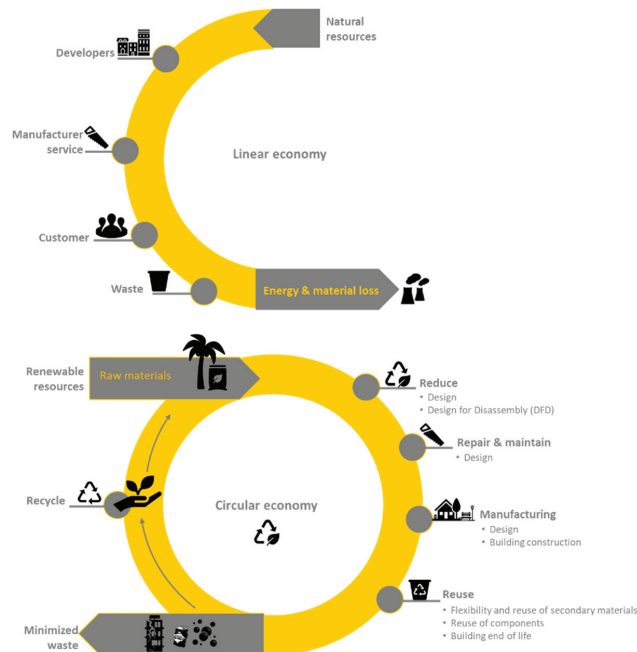 Natural
resources
Developers
Manufacturer
service
Linear economy
Customer
Waste
Energy & material loss
Renewable
resources
Raw materials
Reduce
• Design
• Design for Disassembly (DFD)
Repair & maintain
• Design
Recycle
Circular economy
Manufacturing
• Design
• Building construction
Reuse
• Flexibility and reuse of secondary materials
• Reuse of components
• Building end of life
Minimized
waste